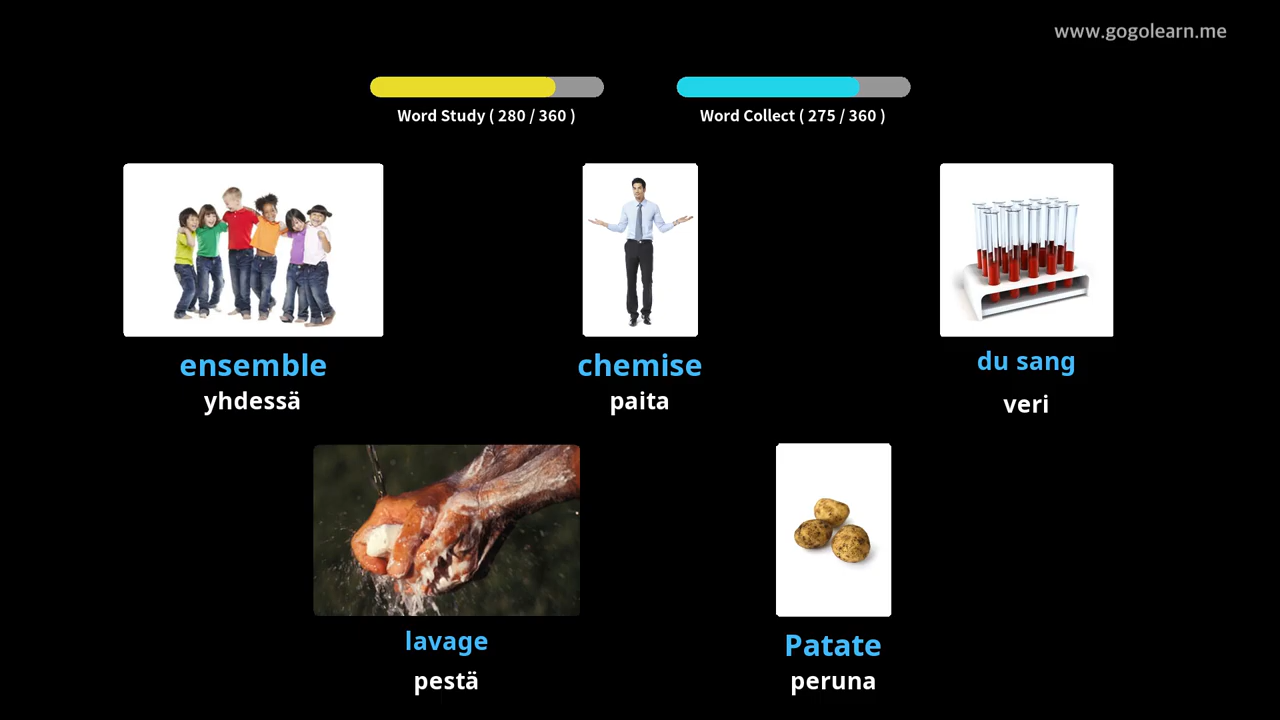 www.gogolearn.me
Word Study ( 280 / 360 )
Word Collect ( 275 / 360 )
ensemble
yhdessä
chemise
paita
du sang
veri
lavage
pestä
Patate
peruna